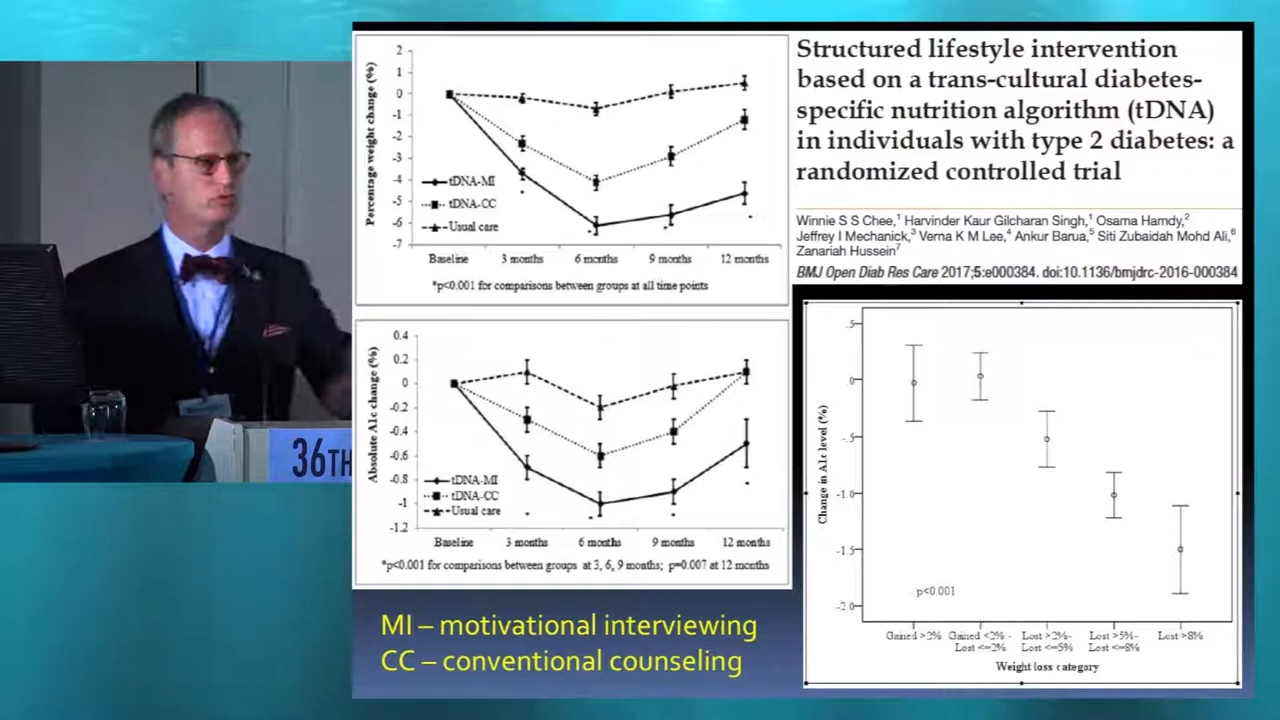 Structured lifestyle intervention
based on a trans-cultural diabetes-
specific nutrition algorithm (tDNA)
in individuals with type 2 diabetes: a
randomized controlled trial
Winnie S S Chee,1 Harvinder Kaur Gilcharan Singh,1 Osama Hamdy,2
Jeffrey I Mechanick,3 Verna K M Lee,4 Ankur Barua,5 Siti Zubaidah Mohd Ali,6
Zanariah Hussein7
BMJ Open Diab Res Care 2017;5:e000384. doi:10.1136/bmjdrc-2016-000384
Percentage weight change (%)
2
1
0
-1
-2
-3
-4
-5
-6
-7
tDNA-MI
tDNA-CC
Usual care
Baseline 3 months 6 months 9 months 12 months
*p<0.001 for comparisons between groups at all time points
Absolute A1c change (%)
0.4
0.2
0
-0.2
-0.4
-0.6
-0.8
-1
-1.2
tDNA-MI
tDNA-CC
Usual care
Baseline 3 months 6 months 9 months 12 months
*p<0.001 for comparisons between groups at 3, 6, 9 months; p=0.007 at 12 months
Change in A1c level (%)
.5
0
-.5
-1.0
-1.5
-2.0
p<0.001
Gained >2% Gained <2% - Lost >2%- Lost >5%- Lost >8%
Lost <=2% Lost <=5% Lost <=8%
Weight loss category
MI – motivational interviewing
CC – conventional counseling
36TH